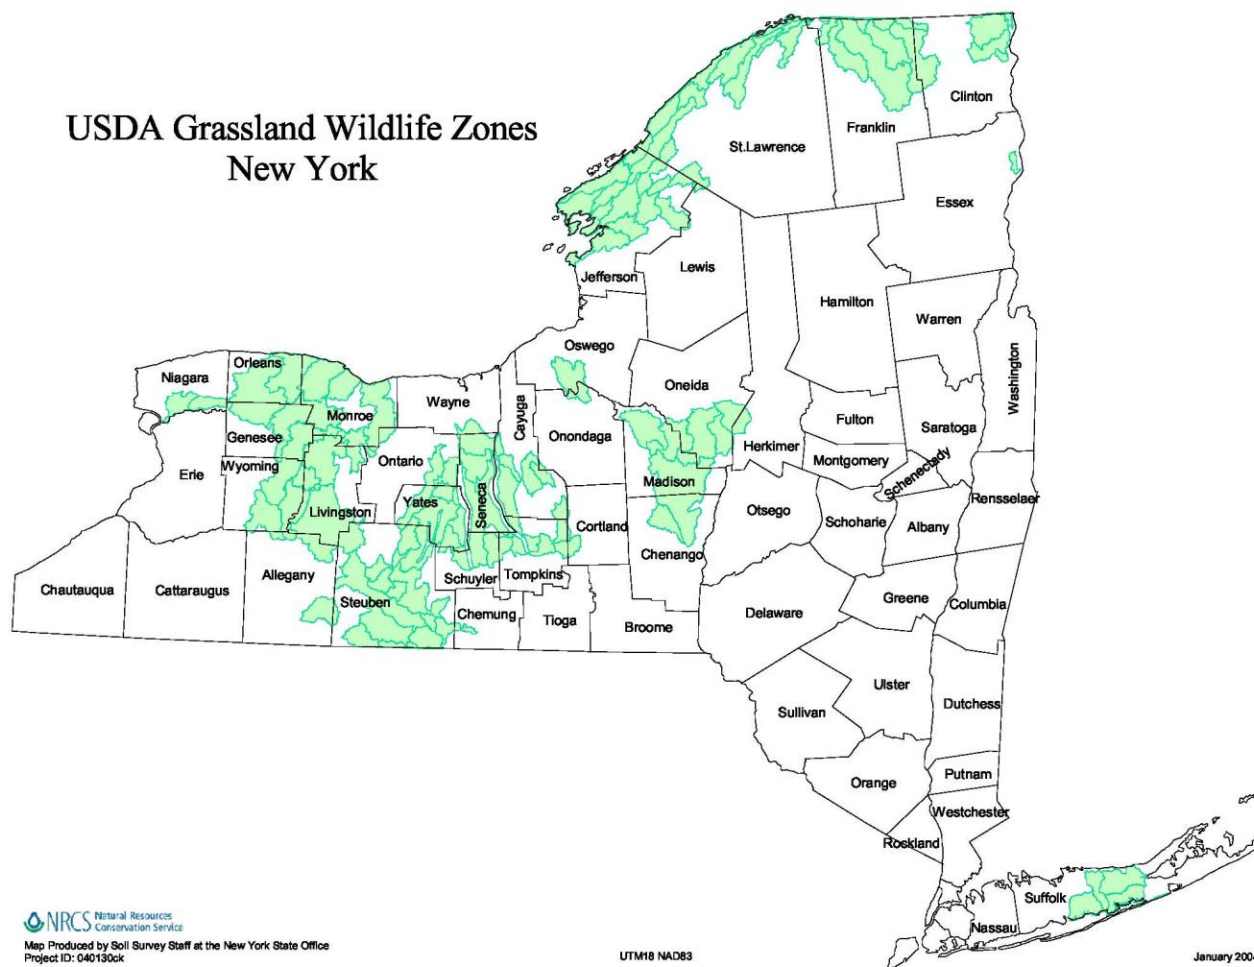 USDA Grassland Wildlife Zones
New York
Clinton
Franklin
St.Lawrence
Essex
Jefferson
Lewis
Hamilton
Warren
Washington
Oswego
Oneida
Orleans
Niagara
Monroe
Wayne
Cayuga
Onondaga
Herkimer
Fulton
Saratoga
Genesee
Wyoming
Erie
Ontario
Montgomery
Schenectady
Madison
Livingston
Yates
Seneca
Cortland
Otsego
Schoharie
Albany
Rensselaer
Chenango
Chautauqua
Cattaraugus
Allegany
Steuben
Schuyler
Tompkins
Chemung
Tioga
Broome
Delaware
Greene
Columbia
Ulster
Sullivan
Dutchess
Orange
Putnam
Westchester
Rockland
Suffolk
Nassau
NRCS Natural Resources
Conservation Service
Map Produced by Soil Survey Staff at the New York State Office
Project ID: 040130ck
UTM18 NAD83
January